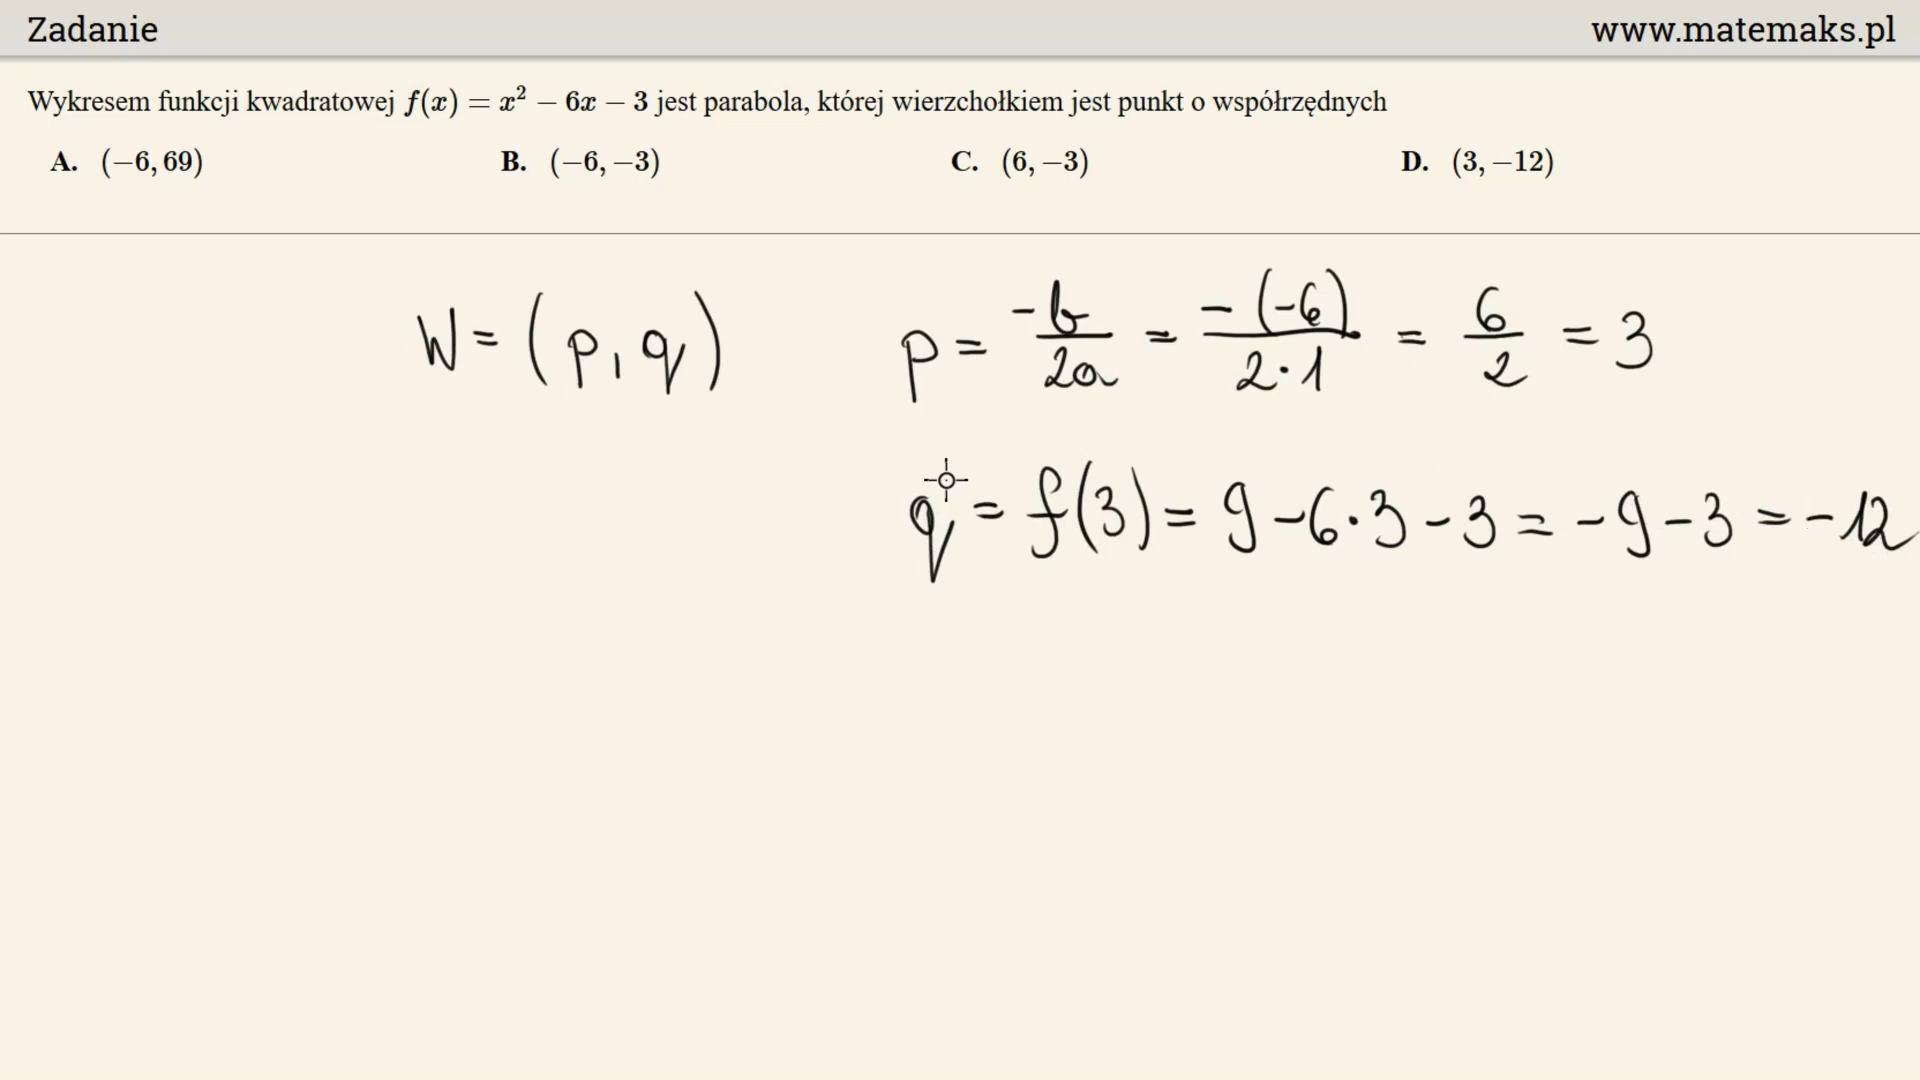 Zadanie www.matemaks.pl
Wykresem funkcji kwadratowej f(x) = x² − 6x − 3 jest parabola, której wierzchołkiem jest punkt o współrzędnych
A. (−6, 69) B. (−6, −3) C. (6, −3) D. (3, −12)
W = (p, q) p = -b/2a = -(-6)/2·1 = 6/2 = 3
q = f(3) = 9 - 6·3 - 3 = -9 - 3 = -12